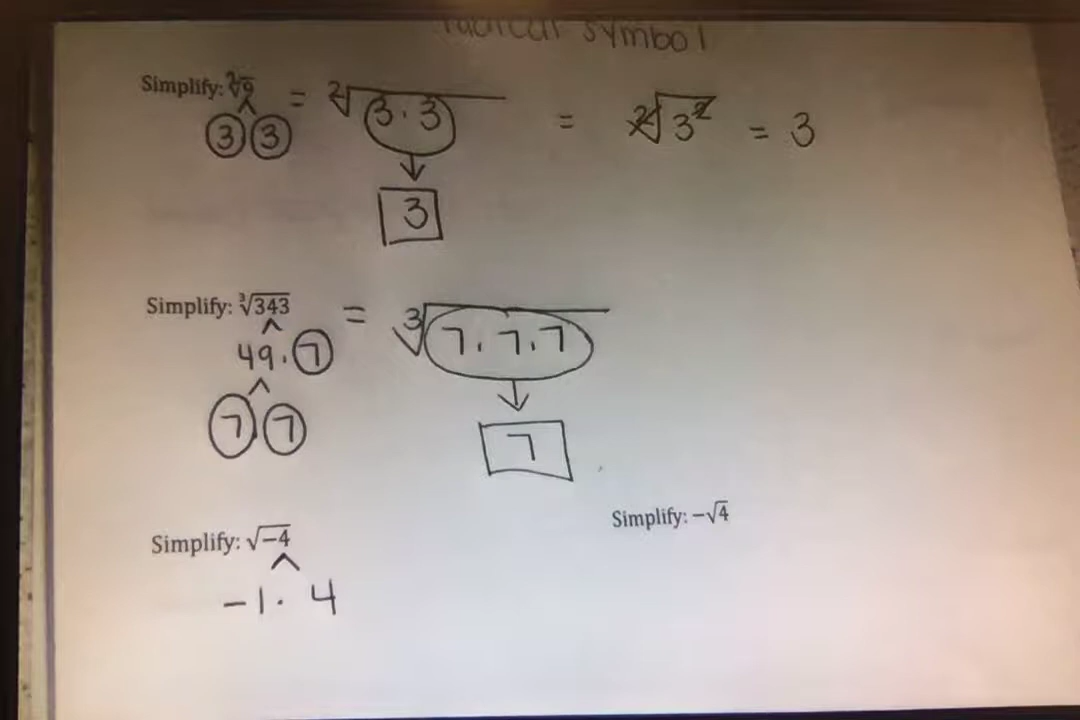 radical symbol
Simplify: ²√9 = ²√3·3 = ²√3² = 3
3 3
3
Simplify: ³√343 = ³√7.7.7
49.7
7 7
7
Simplify: -√4
Simplify: √-4
-1. 4